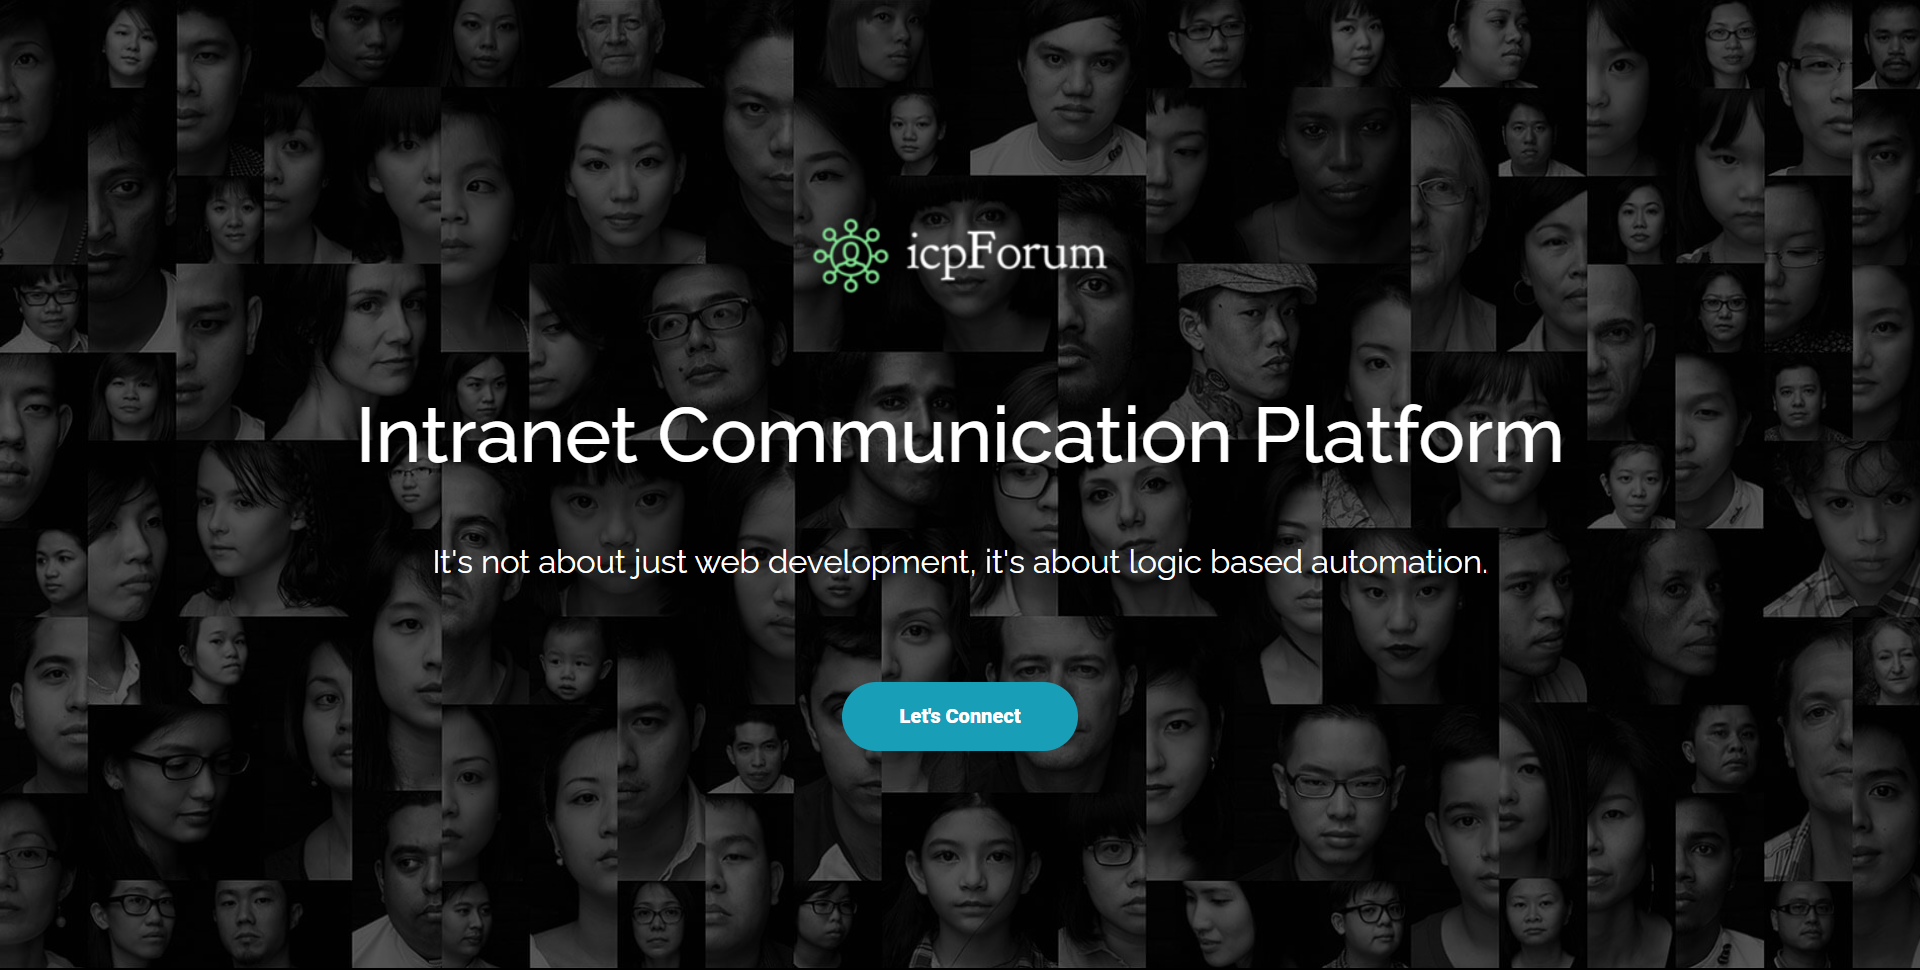 icpForum
Intranet Communication Platform
It's not about just web development, it's about logic based automation.
Let's Connect